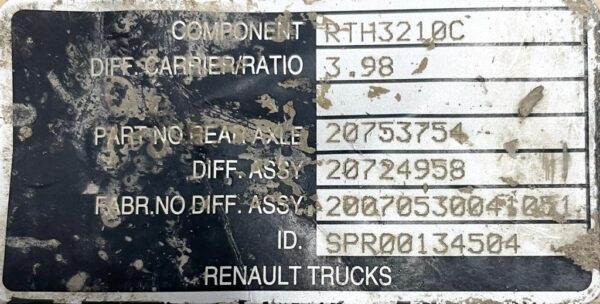 COMPONENT RTH3210C
DIFF. CARRIER/RATIO 3.98
PART NO REAR AXLE 20753754
DIFF. ASSY 20724958
FABR.NO DIFF. ASSY 20070530041051
ID. SPR00134504
RENAULT TRUCKS